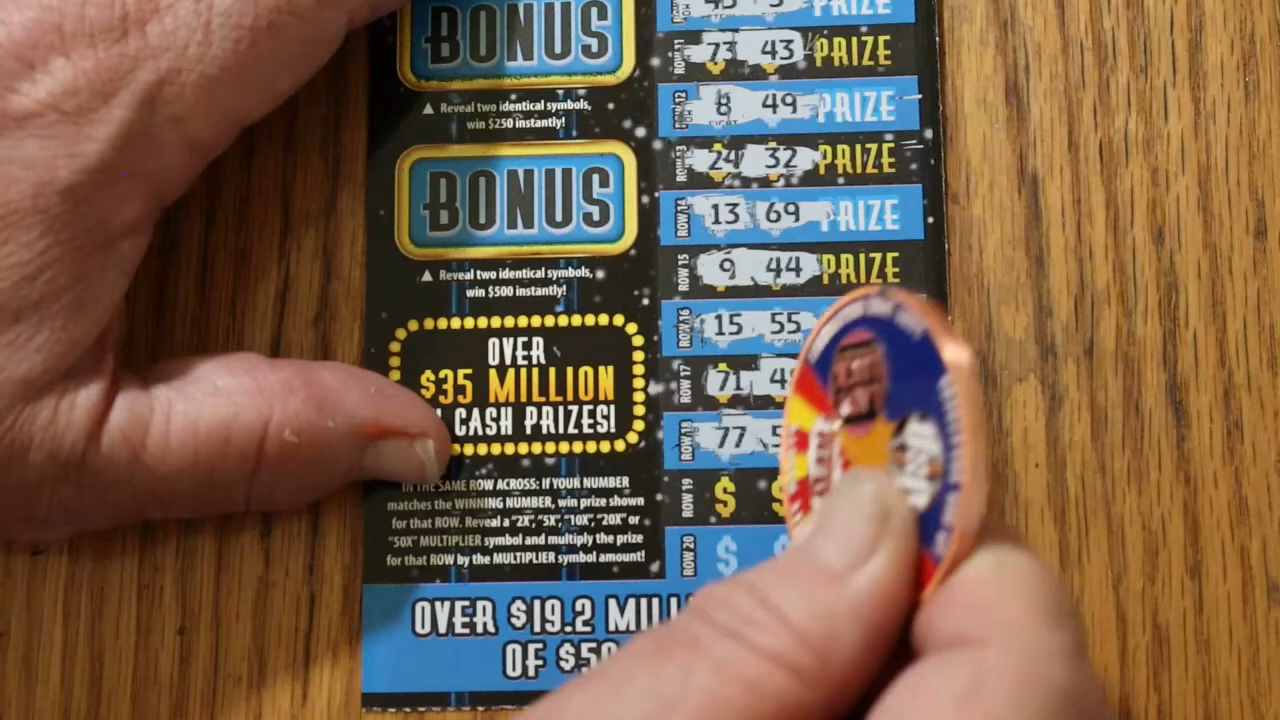 BONUS
▲ Reveal two identical symbols,
win $250 instantly!
BONUS
▲ Reveal two identical symbols,
win $500 instantly!
OVER
$35 MILLION
CASH PRIZES!
IN THE SAME ROW ACROSS: IF YOUR NUMBER
matches the WINNING NUMBER, win prize shown
for that ROW. Reveal a "2X", "5X", "10X", "20X" or
"50X" MULTIPLIER symbol and multiply the prize
for that ROW by the MULTIPLIER symbol amount!
PRIZE
ROW 11 73 43 PRIZE
ROW 12 8 49 PRIZE
EIGHT
ROW 13 24 32 PRIZE
ROW 14 13 69 PRIZE
ROW 15 9 44 PRIZE
ROW 16 15 55
ROW 17 71
ROW 18 77
ROW 19 $ $
ROW 20 $ $
OVER $19.2
OF